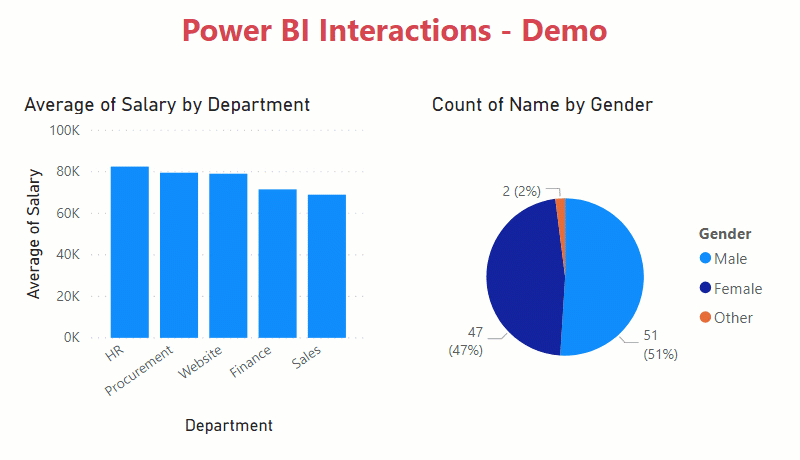 Power BI Interactions - Demo
Average of Salary by Department
100K
80K
60K
40K
20K
0K
Average of Salary
HR
Procurement
Website
Finance
Sales
Department
Count of Name by Gender
2 (2%)
47
(47%)
51
(51%)
Gender
Male
Female
Other